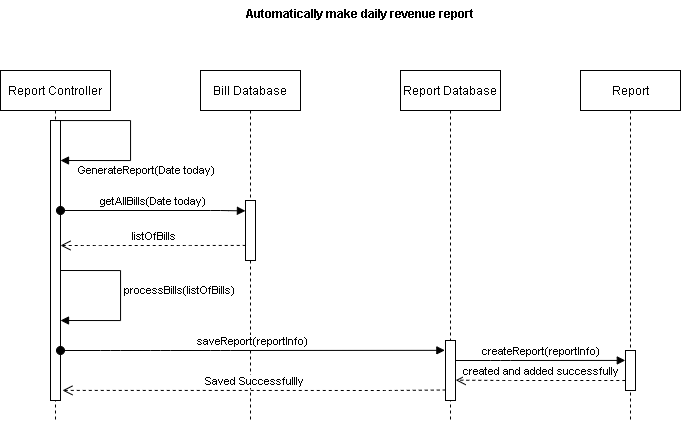 Automatically make daily revenue report
Report Controller
Bill Database
Report Database
Report
GenerateReport(Date today)
getAllBills(Date today)
listOfBills
processBills(listOfBills)
saveReport(reportInfo)
createReport(reportInfo)
created and added successfully
Saved Successfullly